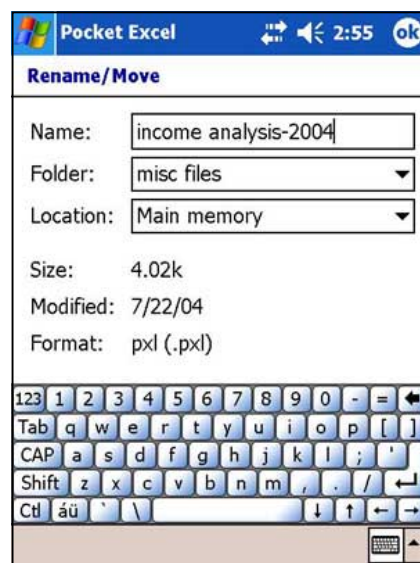 Pocket Excel 2:55 ok
Rename/Move
Name: income analysis-2004
Folder: misc files
Location: Main memory
Size: 4.02k
Modified: 7/22/04
Format: pxl (.pxl)
123 1 2 3 4 5 6 7 8 9 0 - =
Tab q w e r t y u i o p [ ]
CAP a s d f g h j k l ; '
Shift z x c v b n m , . /
Ctl áü ` \